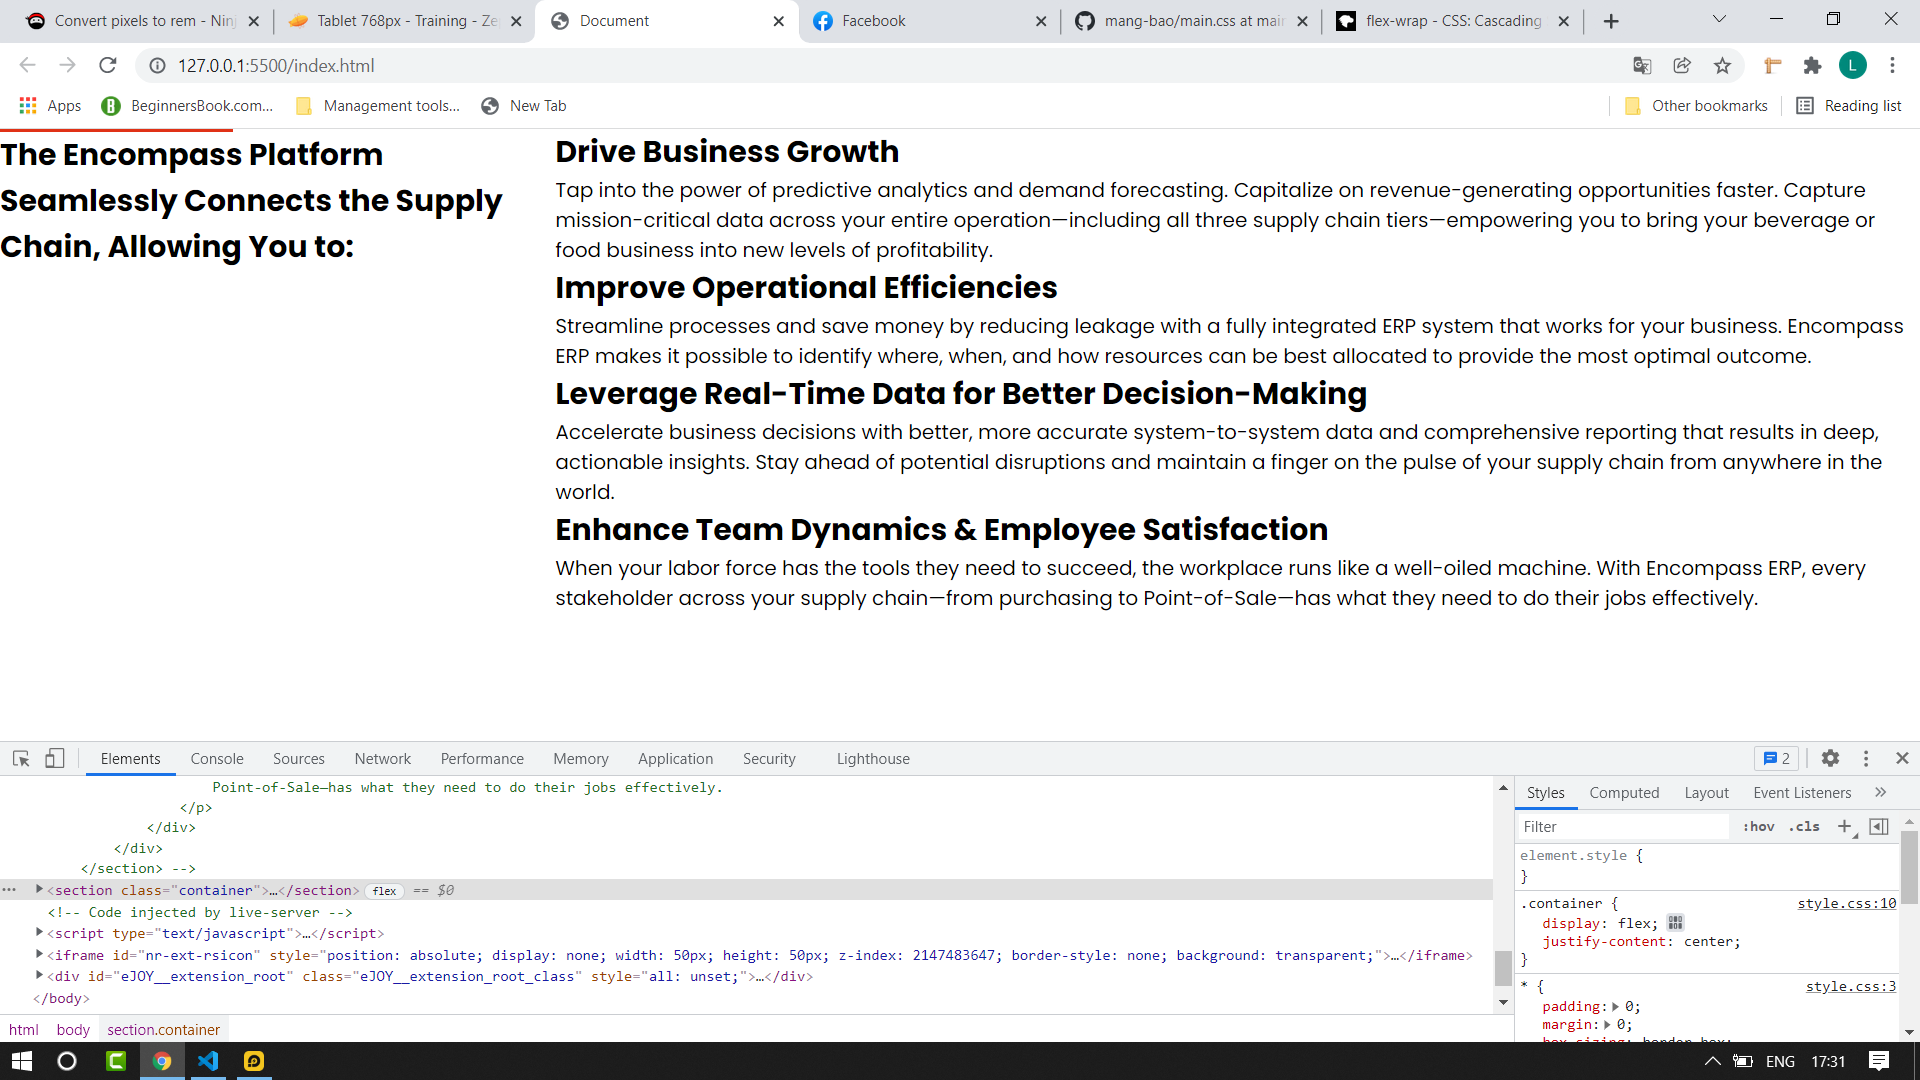 Convert pixels to rem - Ninj
Tablet 768px - Training - Ze
Document
Facebook
mang-bao/main.css at mair
flex-wrap - CSS: Cascading
127.0.0.1:5500/index.html
L
Apps
BeginnersBook.com...
Management tools...
New Tab
Other bookmarks
Reading list
The Encompass Platform
Seamlessly Connects the Supply
Chain, Allowing You to:
Drive Business Growth
Tap into the power of predictive analytics and demand forecasting. Capitalize on revenue-generating opportunities faster. Capture
mission-critical data across your entire operation—including all three supply chain tiers—empowering you to bring your beverage or
food business into new levels of profitability.
Improve Operational Efficiencies
Streamline processes and save money by reducing leakage with a fully integrated ERP system that works for your business. Encompass
ERP makes it possible to identify where, when, and how resources can be best allocated to provide the most optimal outcome.
Leverage Real-Time Data for Better Decision-Making
Accelerate business decisions with better, more accurate system-to-system data and comprehensive reporting that results in deep,
actionable insights. Stay ahead of potential disruptions and maintain a finger on the pulse of your supply chain from anywhere in the
world.
Enhance Team Dynamics & Employee Satisfaction
When your labor force has the tools they need to succeed, the workplace runs like a well-oiled machine. With Encompass ERP, every
stakeholder across your supply chain—from purchasing to Point-of-Sale—has what they need to do their jobs effectively.
Elements
Console
Sources
Network
Performance
Memory
Application
Security
Lighthouse
2
Point-of-Sale—has what they need to do their jobs effectively.
</p>
</div>
</div>
</section> -->
<section class="container">…</section> flex == $0
<!-- Code injected by live-server -->
<script type="text/javascript">…</script>
<iframe id="nr-ext-rsicon" style="position: absolute; display: none; width: 50px; height: 50px; z-index: 2147483647; border-style: none; background: transparent;">…</iframe>
<div id="eJOY__extension_root" class="eJOY__extension_root_class" style="all: unset;">…</div>
</body>
html body section.container
Styles
Computed
Layout
Event Listeners
Filter
:hov .cls
element.style {
}
.container { style.css:10
display: flex;
justify-content: center;
}
* { style.css:3
padding: 0;
margin: 0;
box-sizing: border-box;
ENG
17:31